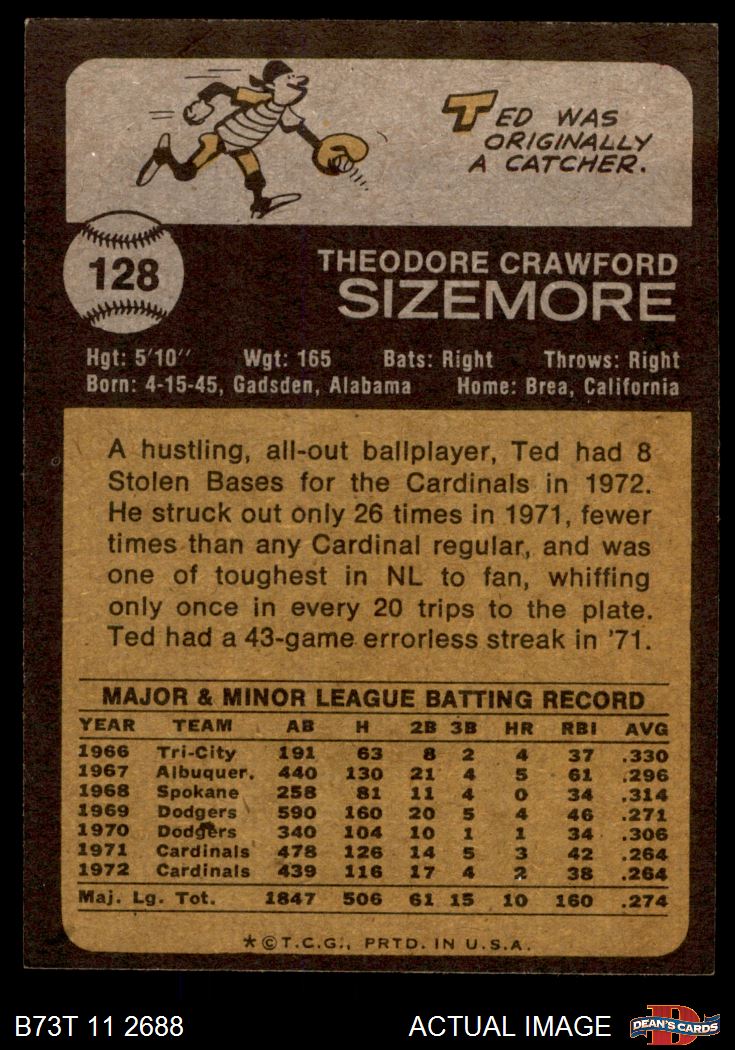 TED WAS
ORIGINALLY
A CATCHER.
128
THEODORE CRAWFORD
SIZEMORE
Hgt: 5'10" Wgt: 165 Bats: Right Throws: Right
Born: 4-15-45, Gadsden, Alabama Home: Brea, California
A hustling, all-out ballplayer, Ted had 8
Stolen Bases for the Cardinals in 1972.
He struck out only 26 times in 1971, fewer
times than any Cardinal regular, and was
one of toughest in NL to fan, whiffing
only once in every 20 trips to the plate.
Ted had a 43-game errorless streak in '71.
MAJOR & MINOR LEAGUE BATTING RECORD
YEAR TEAM AB H 2B 3B HR RBI AVG
1966 Tri-City 191 63 8 2 4 37 .330
1967 Albuquer. 440 130 21 4 5 61 .296
1968 Spokane 258 81 11 4 0 34 .314
1969 Dodgers 590 160 20 5 4 46 .271
1970 Dodgers 340 104 10 1 1 34 .306
1971 Cardinals 478 126 14 5 3 42 .264
1972 Cardinals 439 116 17 4 2 38 .264
Maj. Lg. Tot. 1847 506 61 15 10 160 .274
*©T.C.G., PRTD. IN U.S.A.
B73T 11 2688 ACTUAL IMAGE D DEAN'S CARDS